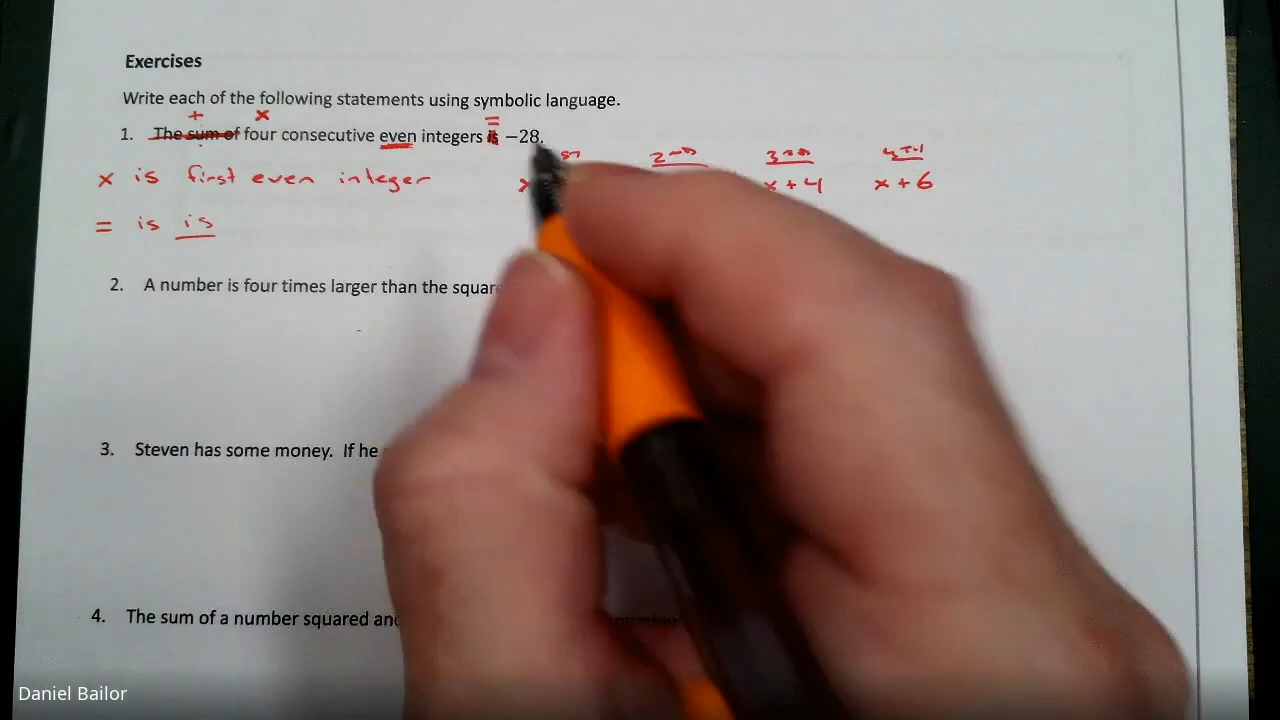 Exercises
Write each of the following statements using symbolic language.
+ x =
1. The sum of four consecutive even integers is −28.
2nd 3rd 4th
x is first even integer x x + 4 x + 6
= is is
2. A number is four times larger than the squar
3. Steven has some money. If he
4. The sum of a number squared and
Daniel Bailor